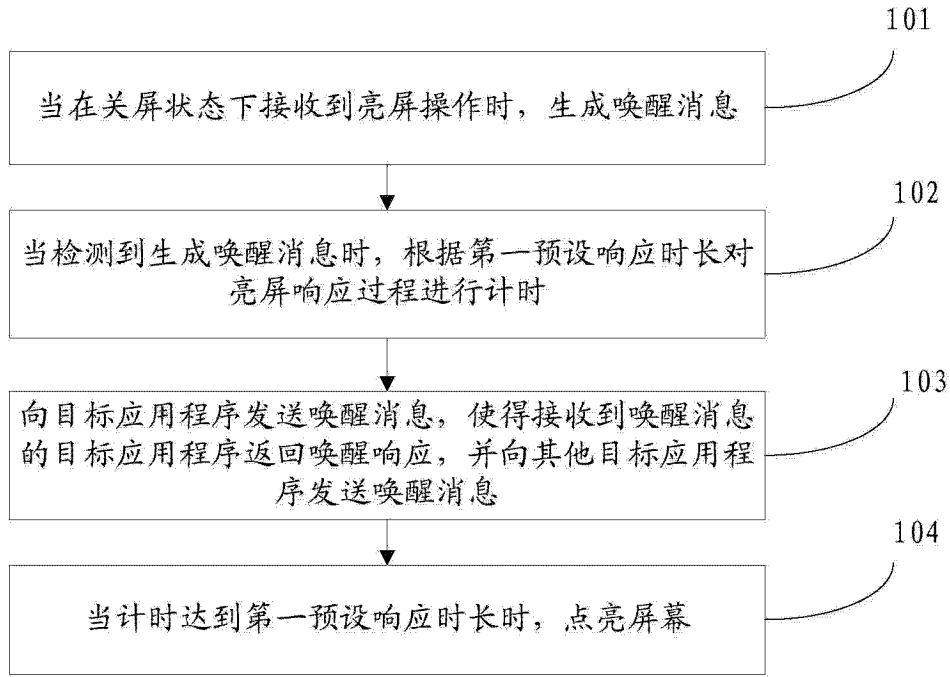 101
当在关屏状态下接收到亮屏操作时，生成唤醒消息
102
当检测到生成唤醒消息时，根据第一预设响应时长对
亮屏响应过程进行计时
103
向目标应用程序发送唤醒消息，使得接收到唤醒消息
的目标应用程序返回唤醒响应，并向其他目标应用程
序发送唤醒消息
104
当计时达到第一预设响应时长时，点亮屏幕